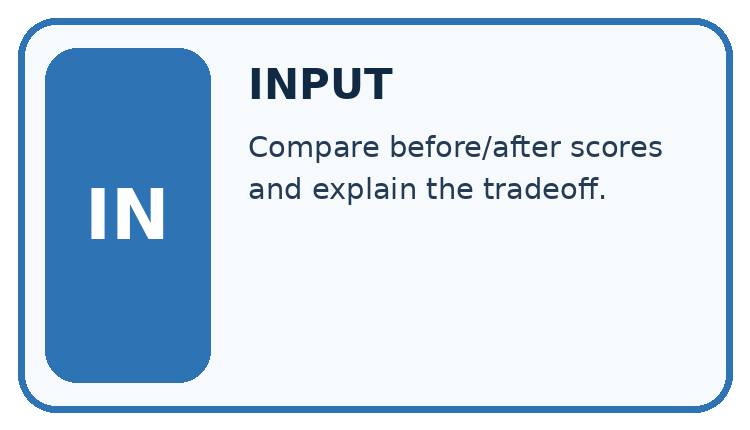 IN
INPUT
Compare before/after scores
and explain the tradeoff.